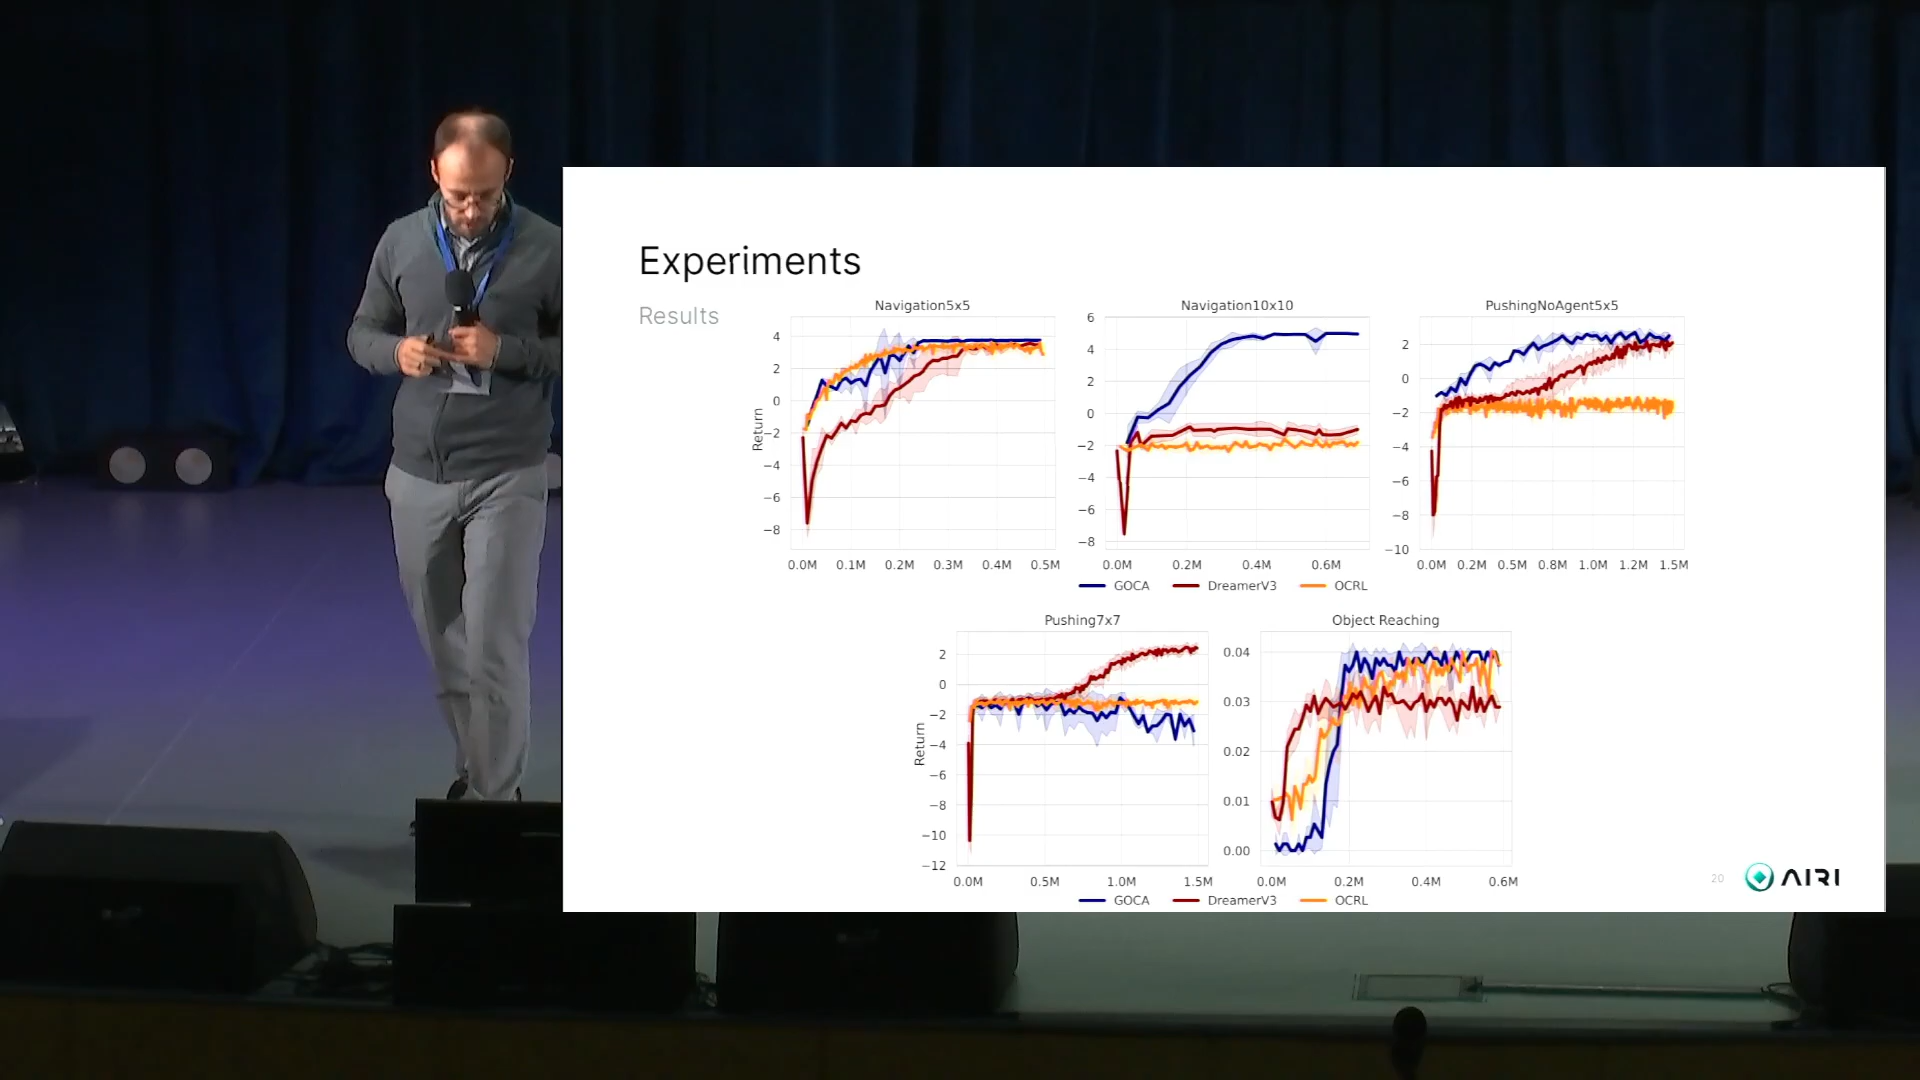 Experiments
Results
Navigation5x5
Return
4
2
0
−2
−4
−6
−8
0.0M 0.1M 0.2M 0.3M 0.4M 0.5M
Navigation10x10
6
4
2
0
−2
−4
−6
−8
0.0M 0.2M 0.4M 0.6M
PushingNoAgent5x5
2
0
−2
−4
−6
−8
−10
0.0M 0.2M 0.5M 0.8M 1.0M 1.2M 1.5M
GOCA DreamerV3 OCRL
Pushing7x7
Return
2
0
−2
−4
−6
−8
−10
−12
0.0M 0.5M 1.0M 1.5M
Object Reaching
0.04
0.03
0.02
0.01
0.00
0.0M 0.2M 0.4M 0.6M
GOCA DreamerV3 OCRL
20
AIRI